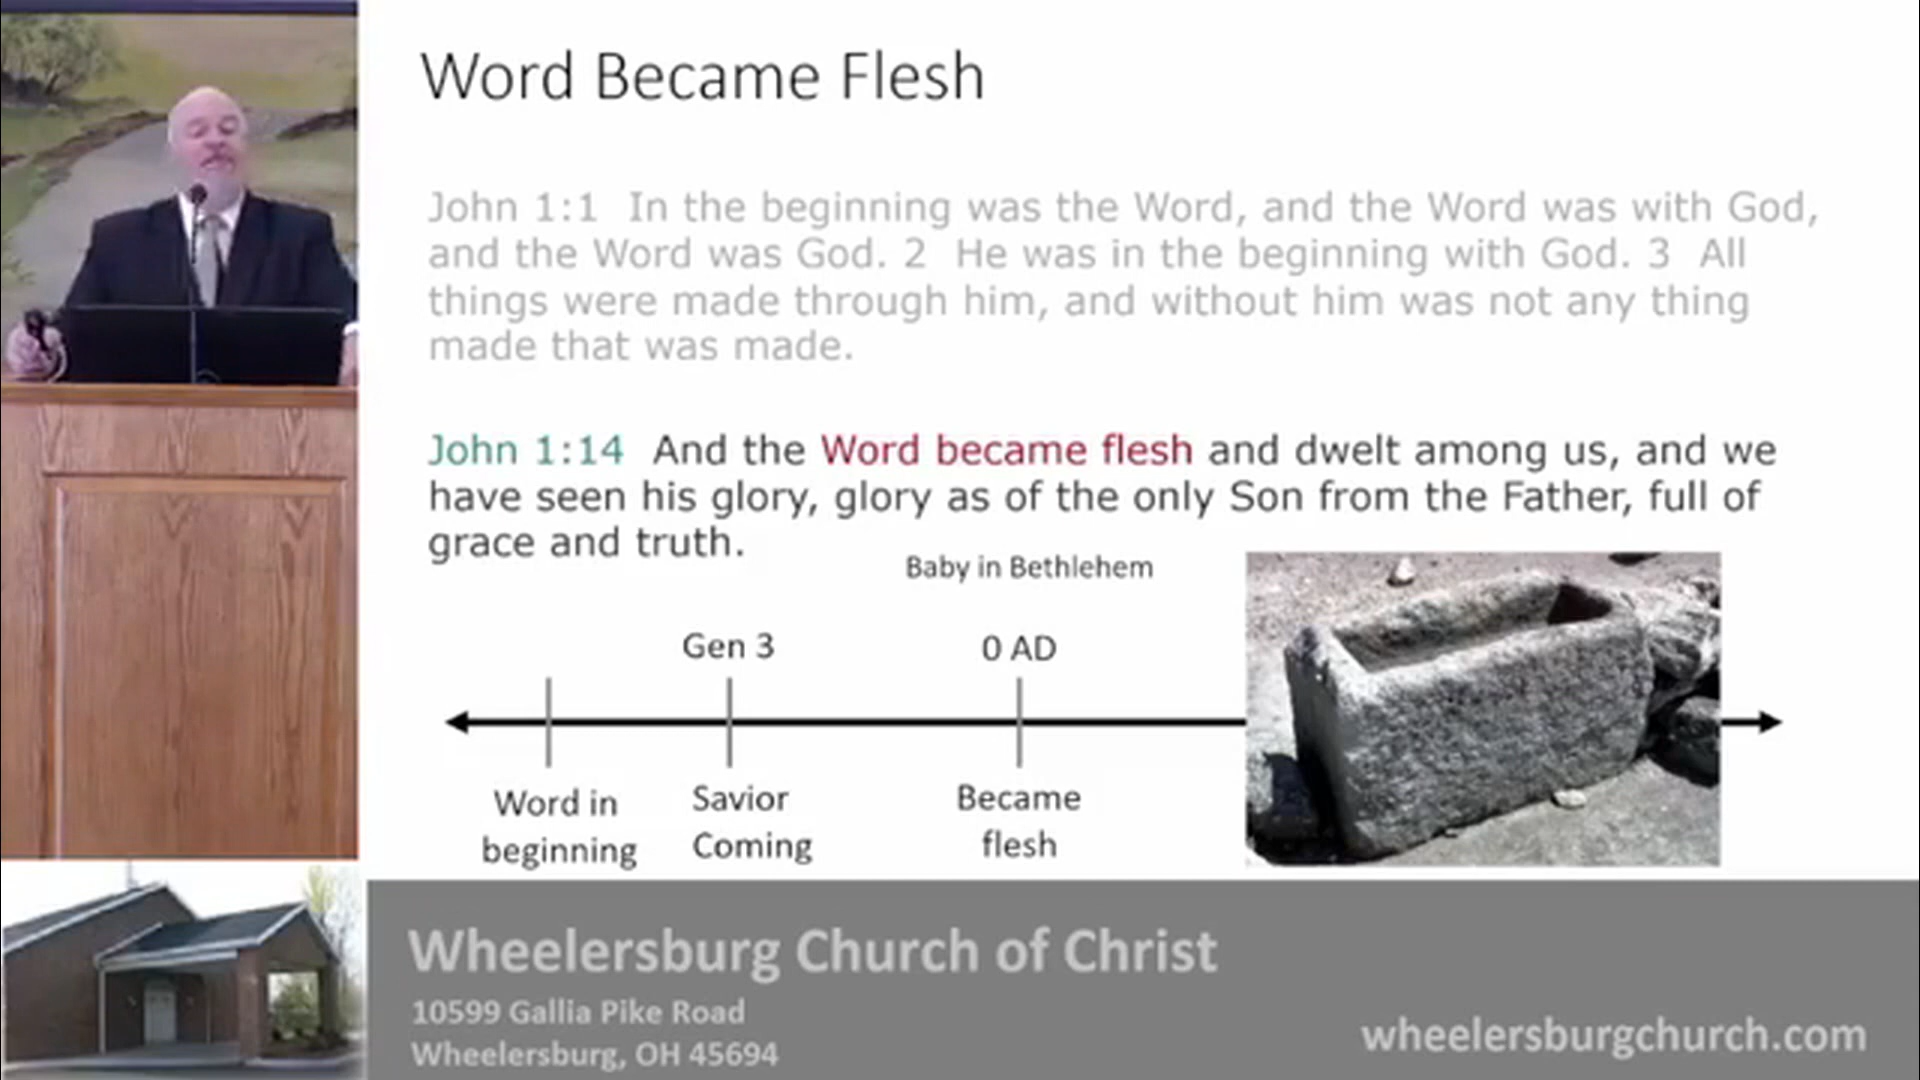 Word Became Flesh
John 1:1  In the beginning was the Word, and the Word was with God,
and the Word was God. 2  He was in the beginning with God. 3  All
things were made through him, and without him was not any thing
made that was made.
John 1:14  And the Word became flesh and dwelt among us, and we
have seen his glory, glory as of the only Son from the Father, full of
grace and truth.
Baby in Bethlehem
Gen 3
0 AD
Word in
beginning
Savior
Coming
Became
flesh
Wheelersburg Church of Christ
10599 Gallia Pike Road
Wheelersburg, OH 45694
wheelersburgchurch.com